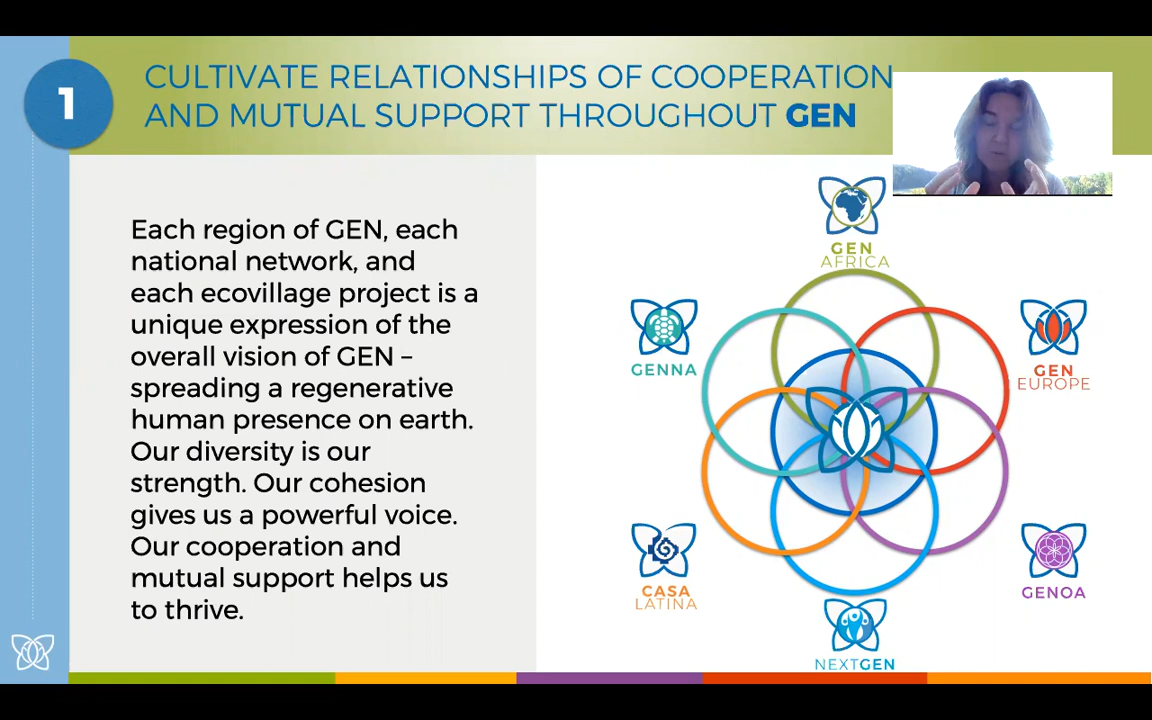 1
CULTIVATE RELATIONSHIPS OF COOPERATION
AND MUTUAL SUPPORT THROUGHOUT GEN
Each region of GEN, each
national network, and
each ecovillage project is a
unique expression of the
overall vision of GEN –
spreading a regenerative
human presence on earth.
Our diversity is our
strength. Our cohesion
gives us a powerful voice.
Our cooperation and
mutual support helps us
to thrive.
GEN
AFRICA
GENNA
GEN
EUROPE
CASA
LATINA
GENOA
NEXTGEN